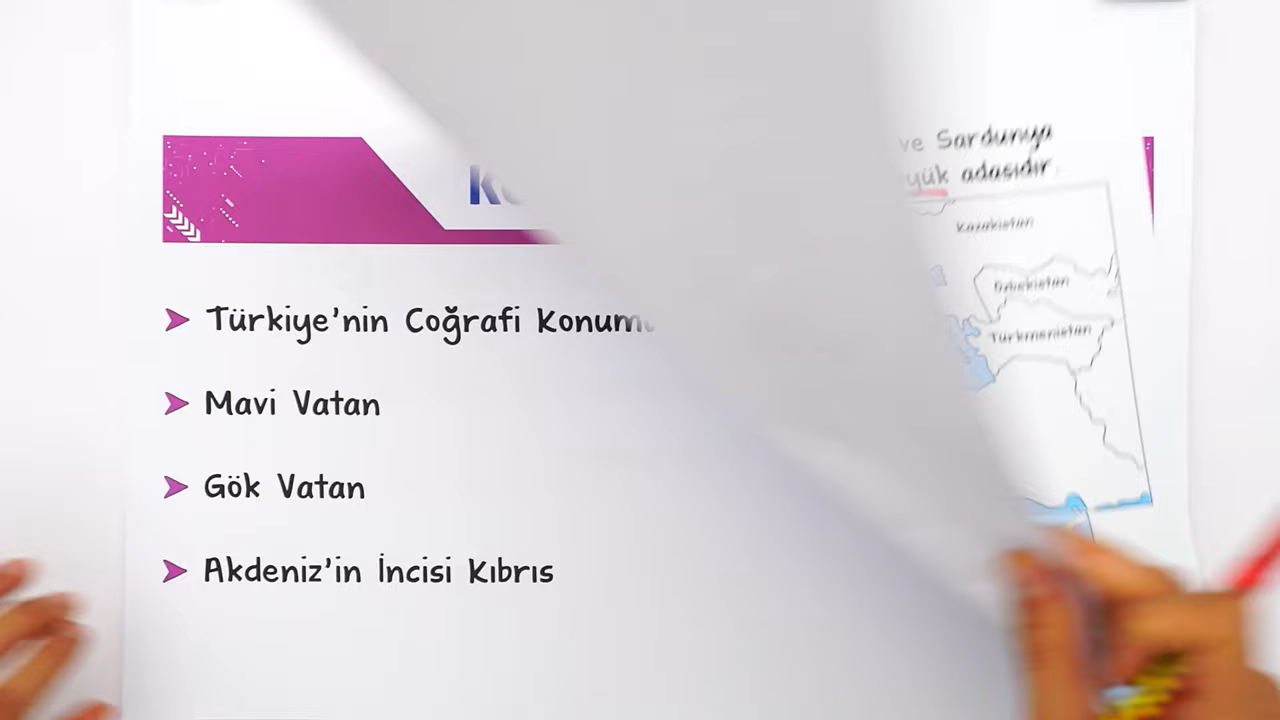 Türkiye'nin Coğrafi Konum
Mavi Vatan
Gök Vatan
Akdeniz'in İncisi Kıbrıs
ve Sardunya
adasıdır
Kazakistan
Özbekistan
Türkmenistan